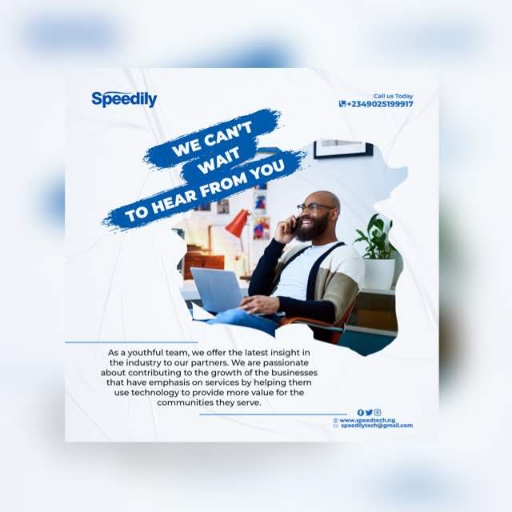 Speedily
Call us Today
+2349025199917
WE CAN'T
WAIT
TO HEAR FROM YOU
As a youthful team, we offer the latest insight in
the industry to our partners. We are passionate
about contributing to the growth of the businesses
that have emphasis on services by helping them
use technology to provide more value for the
communities they serve.
www.speedtech.ng
speedilytech@gmail.com